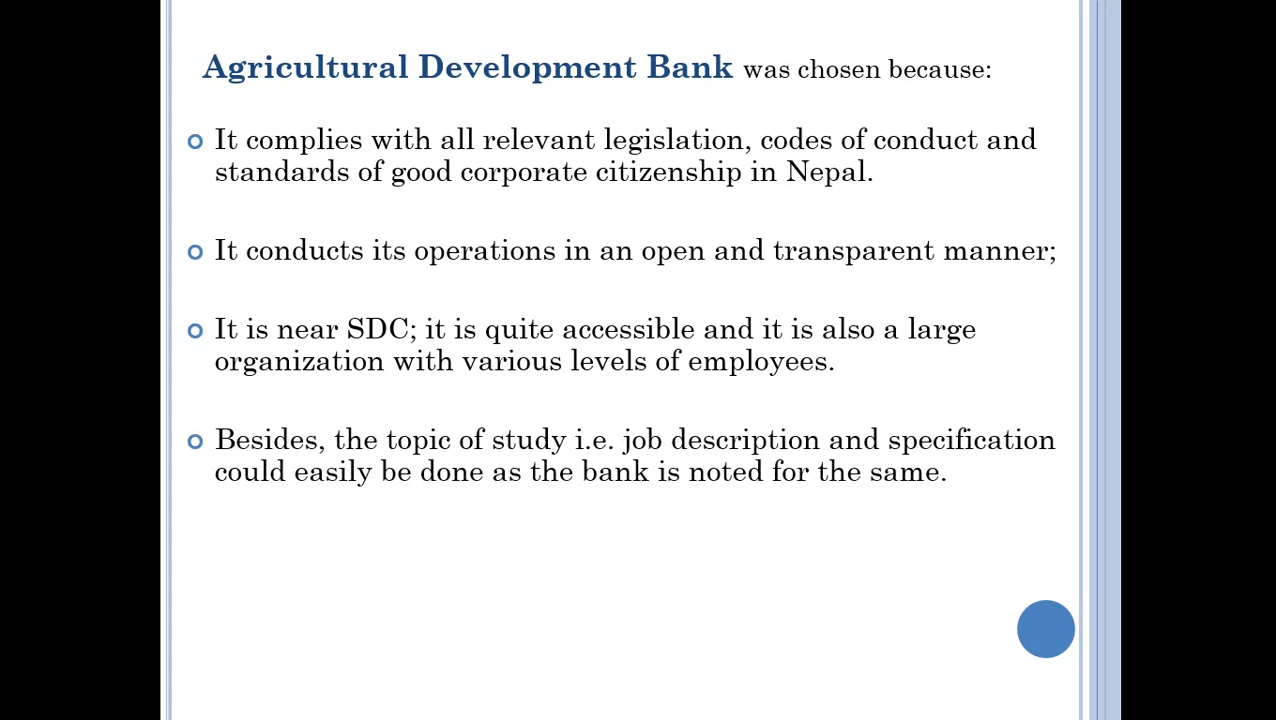 Agricultural Development Bank was chosen because:
It complies with all relevant legislation, codes of conduct and
standards of good corporate citizenship in Nepal.
It conducts its operations in an open and transparent manner;
It is near SDC; it is quite accessible and it is also a large
organization with various levels of employees.
Besides, the topic of study i.e. job description and specification
could easily be done as the bank is noted for the same.